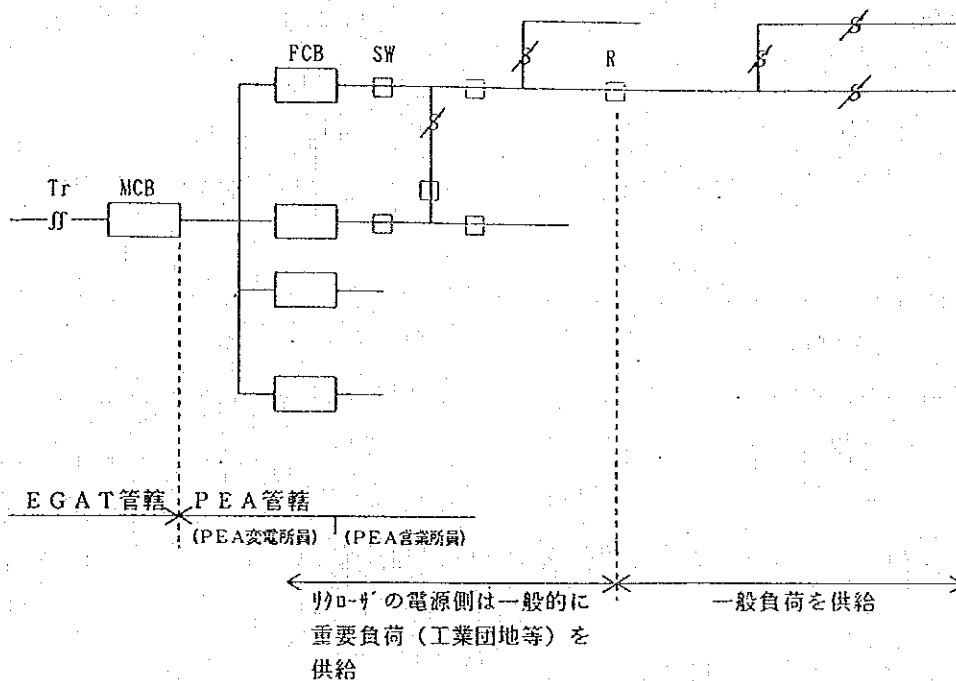 FCB
SW
R
Tr
MCB
EGAT管轄
PEA管轄
(PEA変電所員)
(PEA営業所員)
ﾘｸﾛｰｻﾞの電源側は一般的に
重要負荷（工業団地等）を
供給
一般負荷を供給